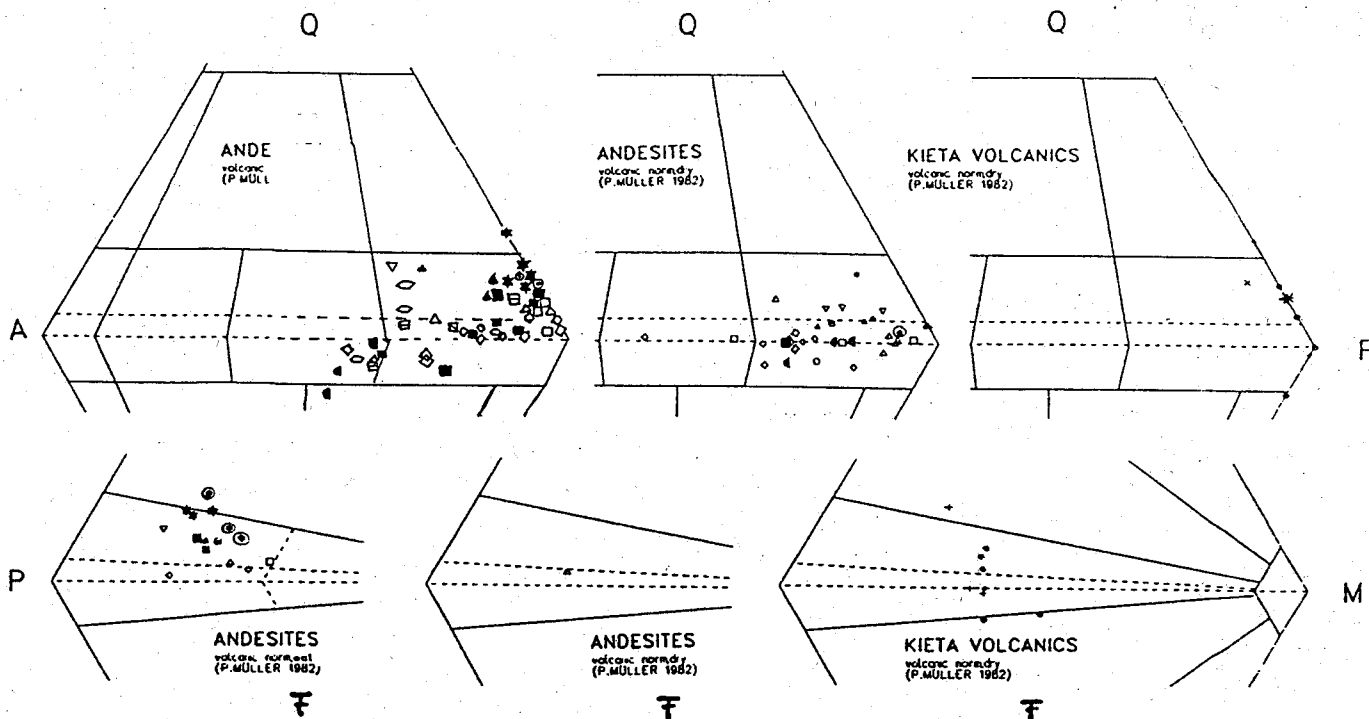 Q Q Q
ANDE
volcanic
(P.MÜLL
ANDESITES
volcanic normdry
(P.MÜLLER 1982)
KIETA VOLCANICS
volcanic normdry
(P.MÜLLER 1982)
A
P
P
M
ANDESITES
volcanic
(P.MÜLLER 1982)
ANDESITES
volcanic normdry
(P.MÜLLER 1982)
KIETA VOLCANICS
volcanic normdry
(P.MÜLLER 1982)
F F F